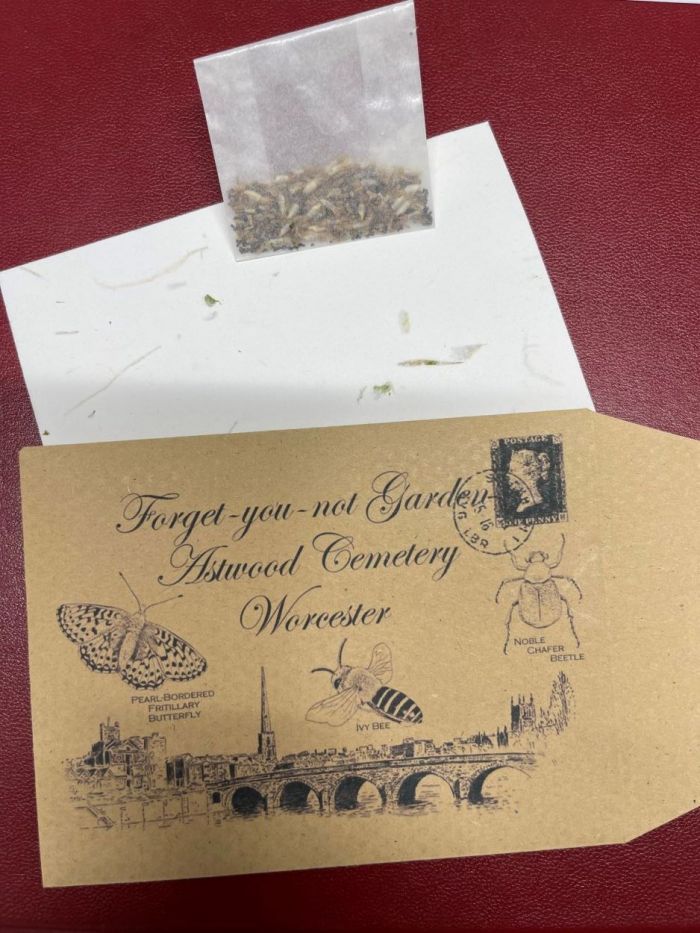 POSTAGE
ONE PENNY
Forget-you-not Garden
Astwood Cemetery
Worcester
NOBLE
CHAFER
BEETLE
PEARL-BORDERED
FRITILLARY
BUTTERFLY
IVY BEE